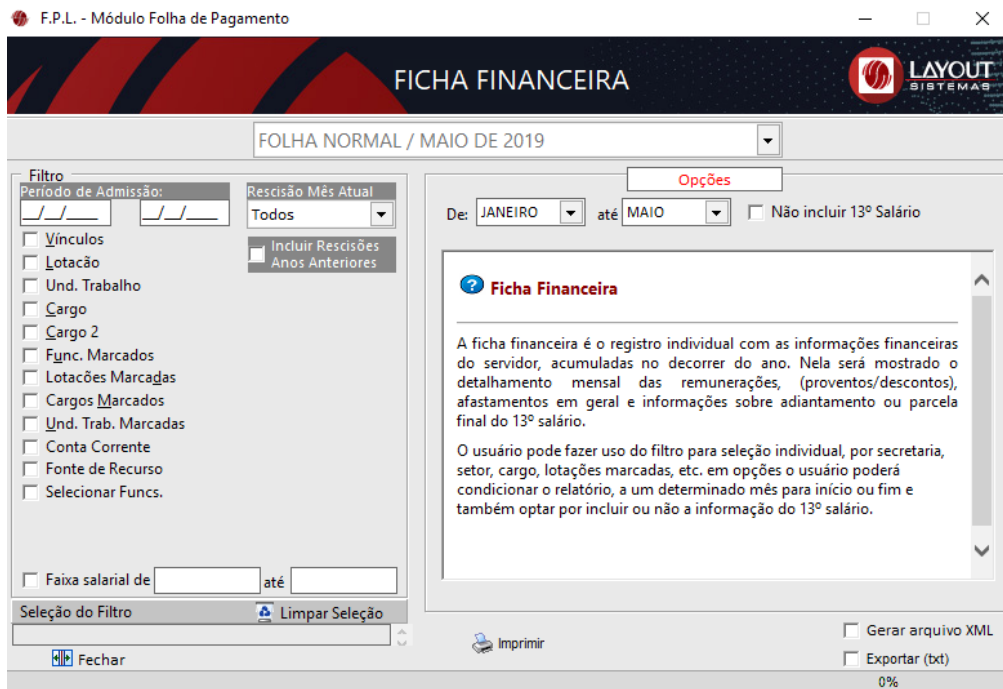 F.P.L. - Módulo Folha de Pagamento
FICHA FINANCEIRA
LAYOUT
SISTEMAS
FOLHA NORMAL / MAIO DE 2019
Filtro
Período de Admissão:
__/__/____ __/__/____
Rescisão Mês Atual
Todos
Incluir Rescisões
Anos Anteriores
Vínculos
Lotacão
Und. Trabalho
Cargo
Cargo 2
Func. Marcados
Lotacões Marcadas
Cargos Marcados
Und. Trab. Marcadas
Conta Corrente
Fonte de Recurso
Selecionar Funcs.
Faixa salarial de até
Seleção do Filtro Limpar Seleção
Fechar
Opções
De: JANEIRO até MAIO Não incluir 13º Salário
Ficha Financeira
A ficha financeira é o registro individual com as informações financeiras
do servidor, acumuladas no decorrer do ano. Nela será mostrado o
detalhamento mensal das remunerações, (proventos/descontos),
afastamentos em geral e informações sobre adiantamento ou parcela
final do 13º salário.
O usuário pode fazer uso do filtro para seleção individual, por secretaria,
setor, cargo, lotações marcadas, etc. em opções o usuário poderá
condicionar o relatório, a um determinado mês para início ou fim e
também optar por incluir ou não a informação do 13º salário.
Imprimir
Gerar arquivo XML
Exportar (txt)
0%